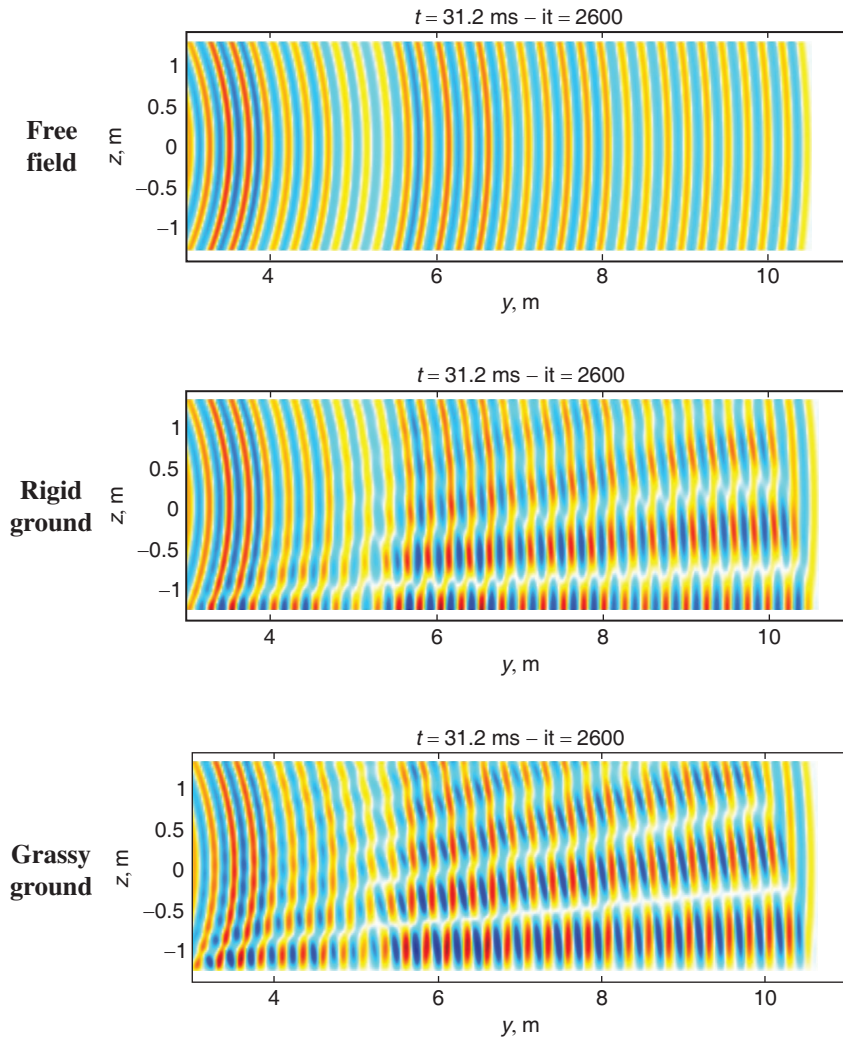 t = 31.2 ms – it = 2600
Free
field
z, m
1
0.5
0
−0.5
−1
4
6
8
10
y, m
t = 31.2 ms – it = 2600
Rigid
ground
z, m
1
0.5
0
−0.5
−1
4
6
8
10
y, m
t = 31.2 ms – it = 2600
Grassy
ground
z, m
1
0.5
0
−0.5
−1
4
6
8
10
y, m